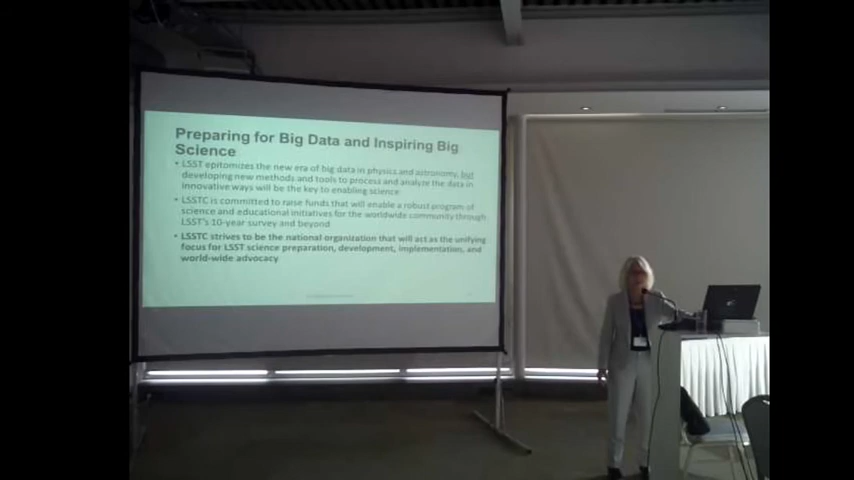 Preparing for Big Data and Inspiring Big
Science
• LSST epitomizes the new era of big data in physics and astronomy, but
developing new methods and tools to process and analyze the data in
innovative ways will be the key to enabling science
• LSSTC is committed to raise funds that will enable a robust program of
science and educational initiatives for the worldwide community through
LSST's 10-year survey and beyond
• LSSTC strives to be the national organization that will act as the unifying
focus for LSST science preparation, development, implementation, and
world-wide advocacy